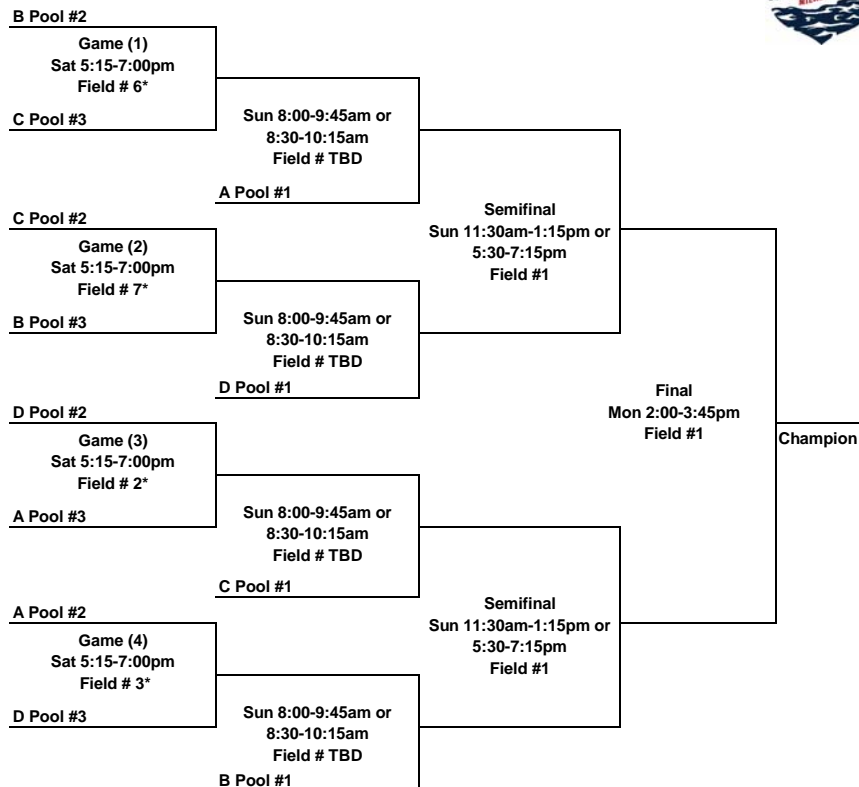 B Pool #2
Game (1)
Sat 5:15-7:00pm
Field # 6*
C Pool #3
Sun 8:00-9:45am or
8:30-10:15am
Field # TBD
A Pool #1
C Pool #2
Game (2)
Sat 5:15-7:00pm
Field # 7*
B Pool #3
Sun 8:00-9:45am or
8:30-10:15am
Field # TBD
D Pool #1
Semifinal
Sun 11:30am-1:15pm or
5:30-7:15pm
Field #1
D Pool #2
Game (3)
Sat 5:15-7:00pm
Field # 2*
A Pool #3
Sun 8:00-9:45am or
8:30-10:15am
Field # TBD
C Pool #1
A Pool #2
Game (4)
Sat 5:15-7:00pm
Field # 3*
D Pool #3
Sun 8:00-9:45am or
8:30-10:15am
Field # TBD
B Pool #1
Semifinal
Sun 11:30am-1:15pm or
5:30-7:15pm
Field #1
Final
Mon 2:00-3:45pm
Field #1
Champion